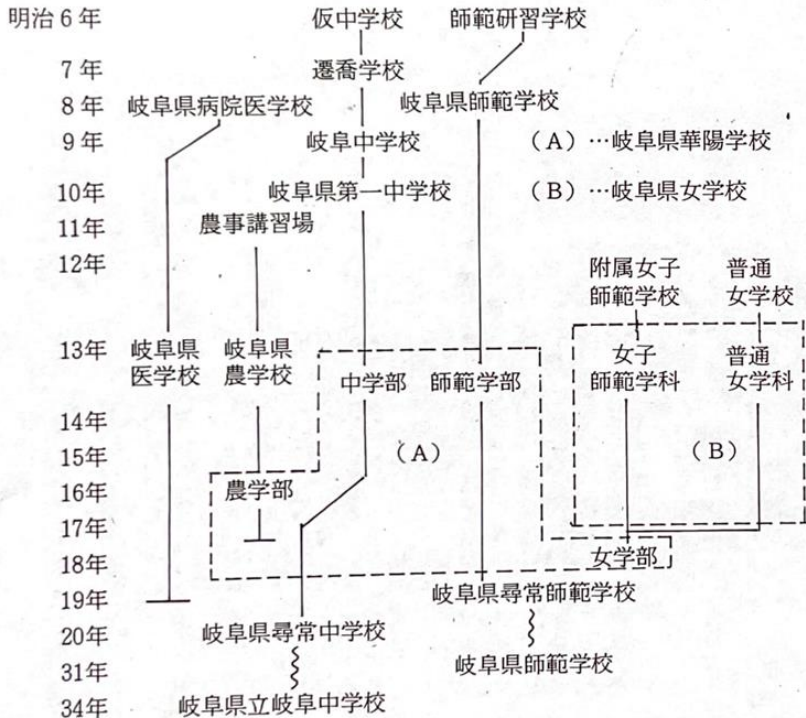 明治6年 仮中学校 師範研習学校
7年 遷喬学校
8年 岐阜県病院医学校 岐阜県師範学校
9年 岐阜中学校 (A)…岐阜県華陽学校
10年 岐阜県第一中学校 (B)…岐阜県女学校
11年 農事講習場
12年 附属女子 普通
師範学校 女学校
13年 岐阜県 岐阜県 女子 普通
医学校 農学校 中学部 師範学部 師範学科 女学科
14年
15年 (A) (B)
16年 農学部
17年
18年 女学部
19年 岐阜県尋常師範学校
20年 岐阜県尋常中学校
31年 岐阜県師範学校
34年 岐阜県立岐阜中学校